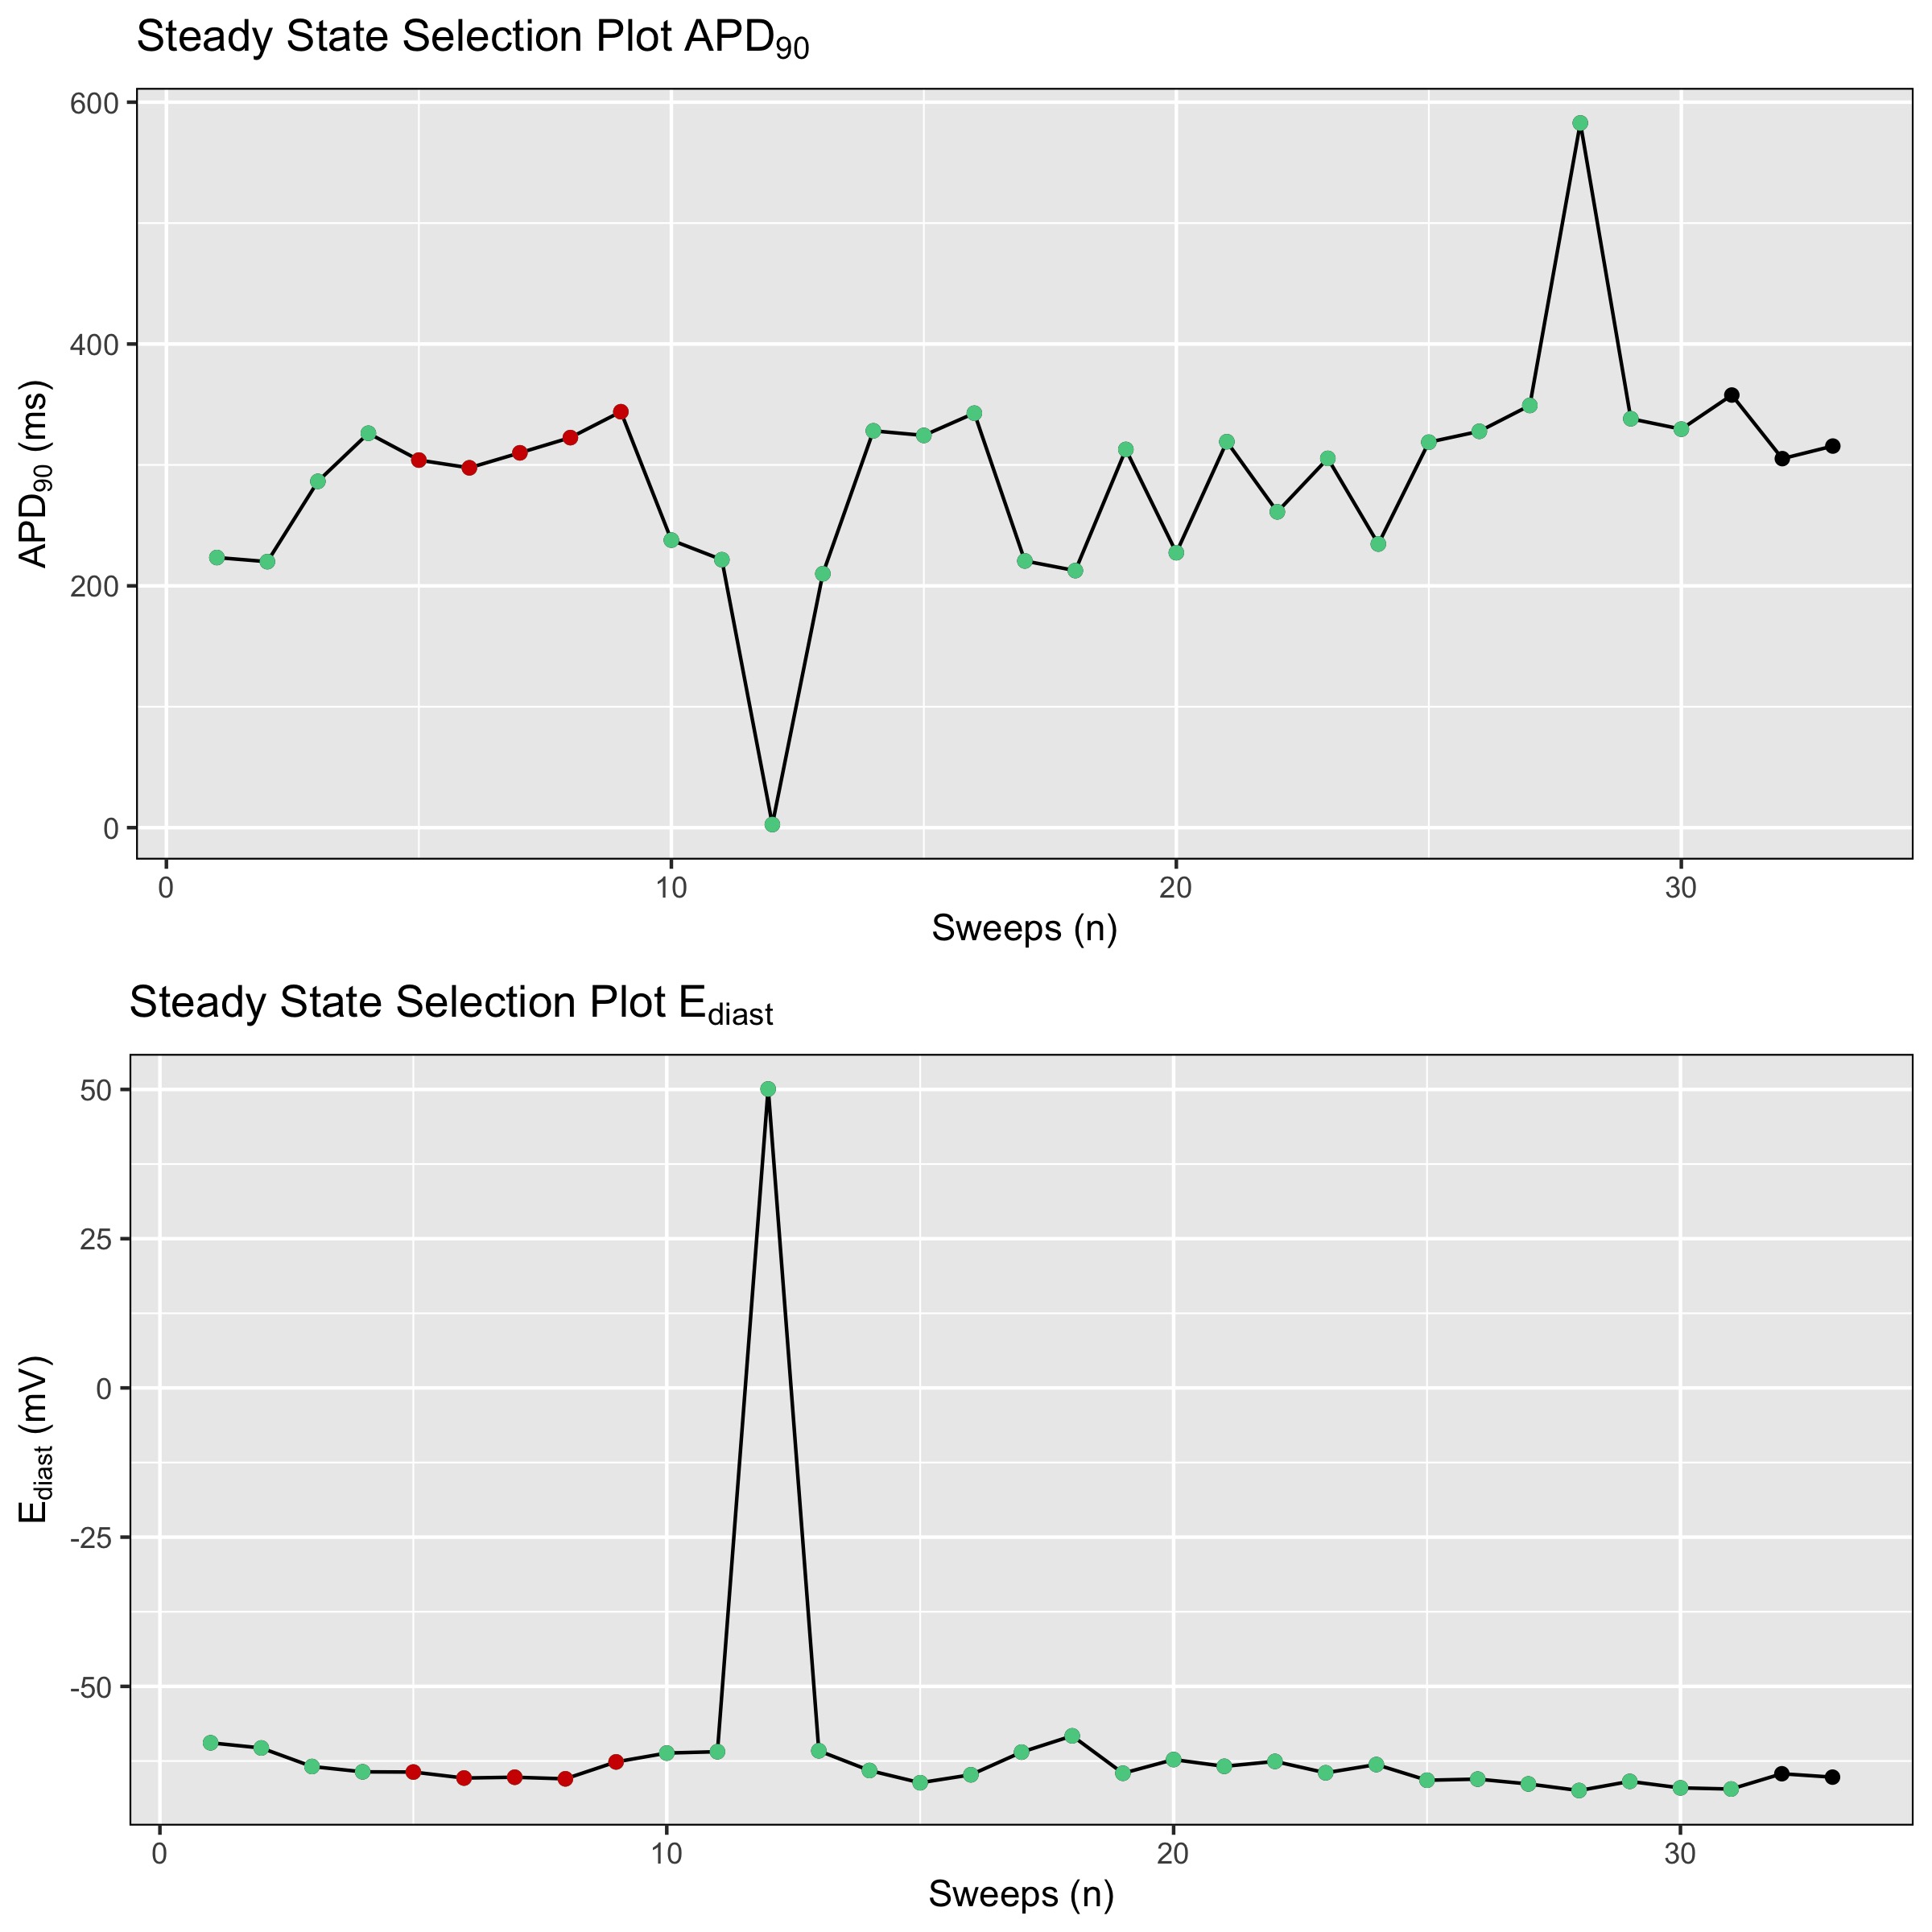 Steady State Selection Plot APD90
600
400
200
0
APD90 (ms)
0 10 20 30
Sweeps (n)
Steady State Selection Plot Ediast
50
25
0
-25
-50
Ediast (mV)
0 10 20 30
Sweeps (n)